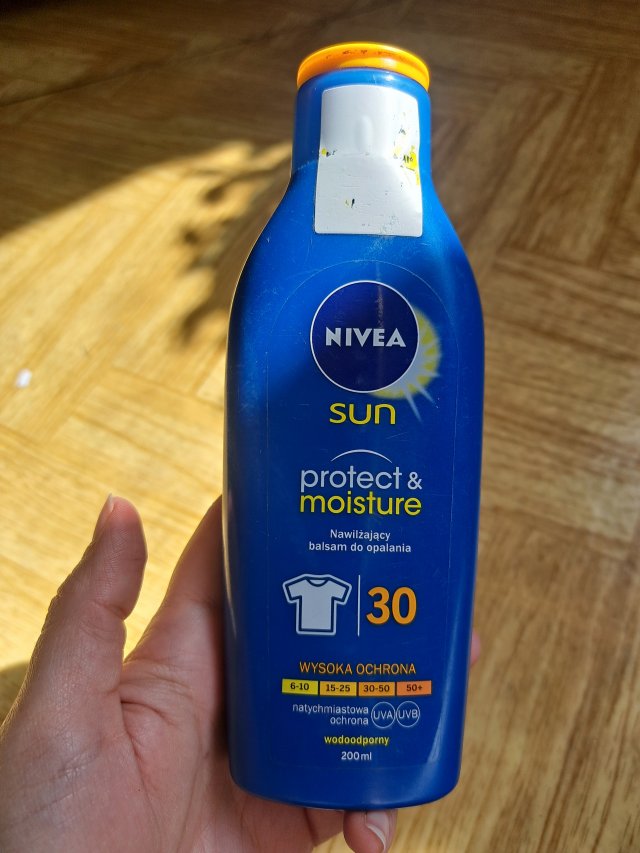 NIVEA
sun
protect &
moisture
Nawilżający
balsam do opalania
30
WYSOKA OCHRONA
6-10 15-25 30-50 50+
natychmiastowa
ochrona UVA UVB
wodoodporny
200ml